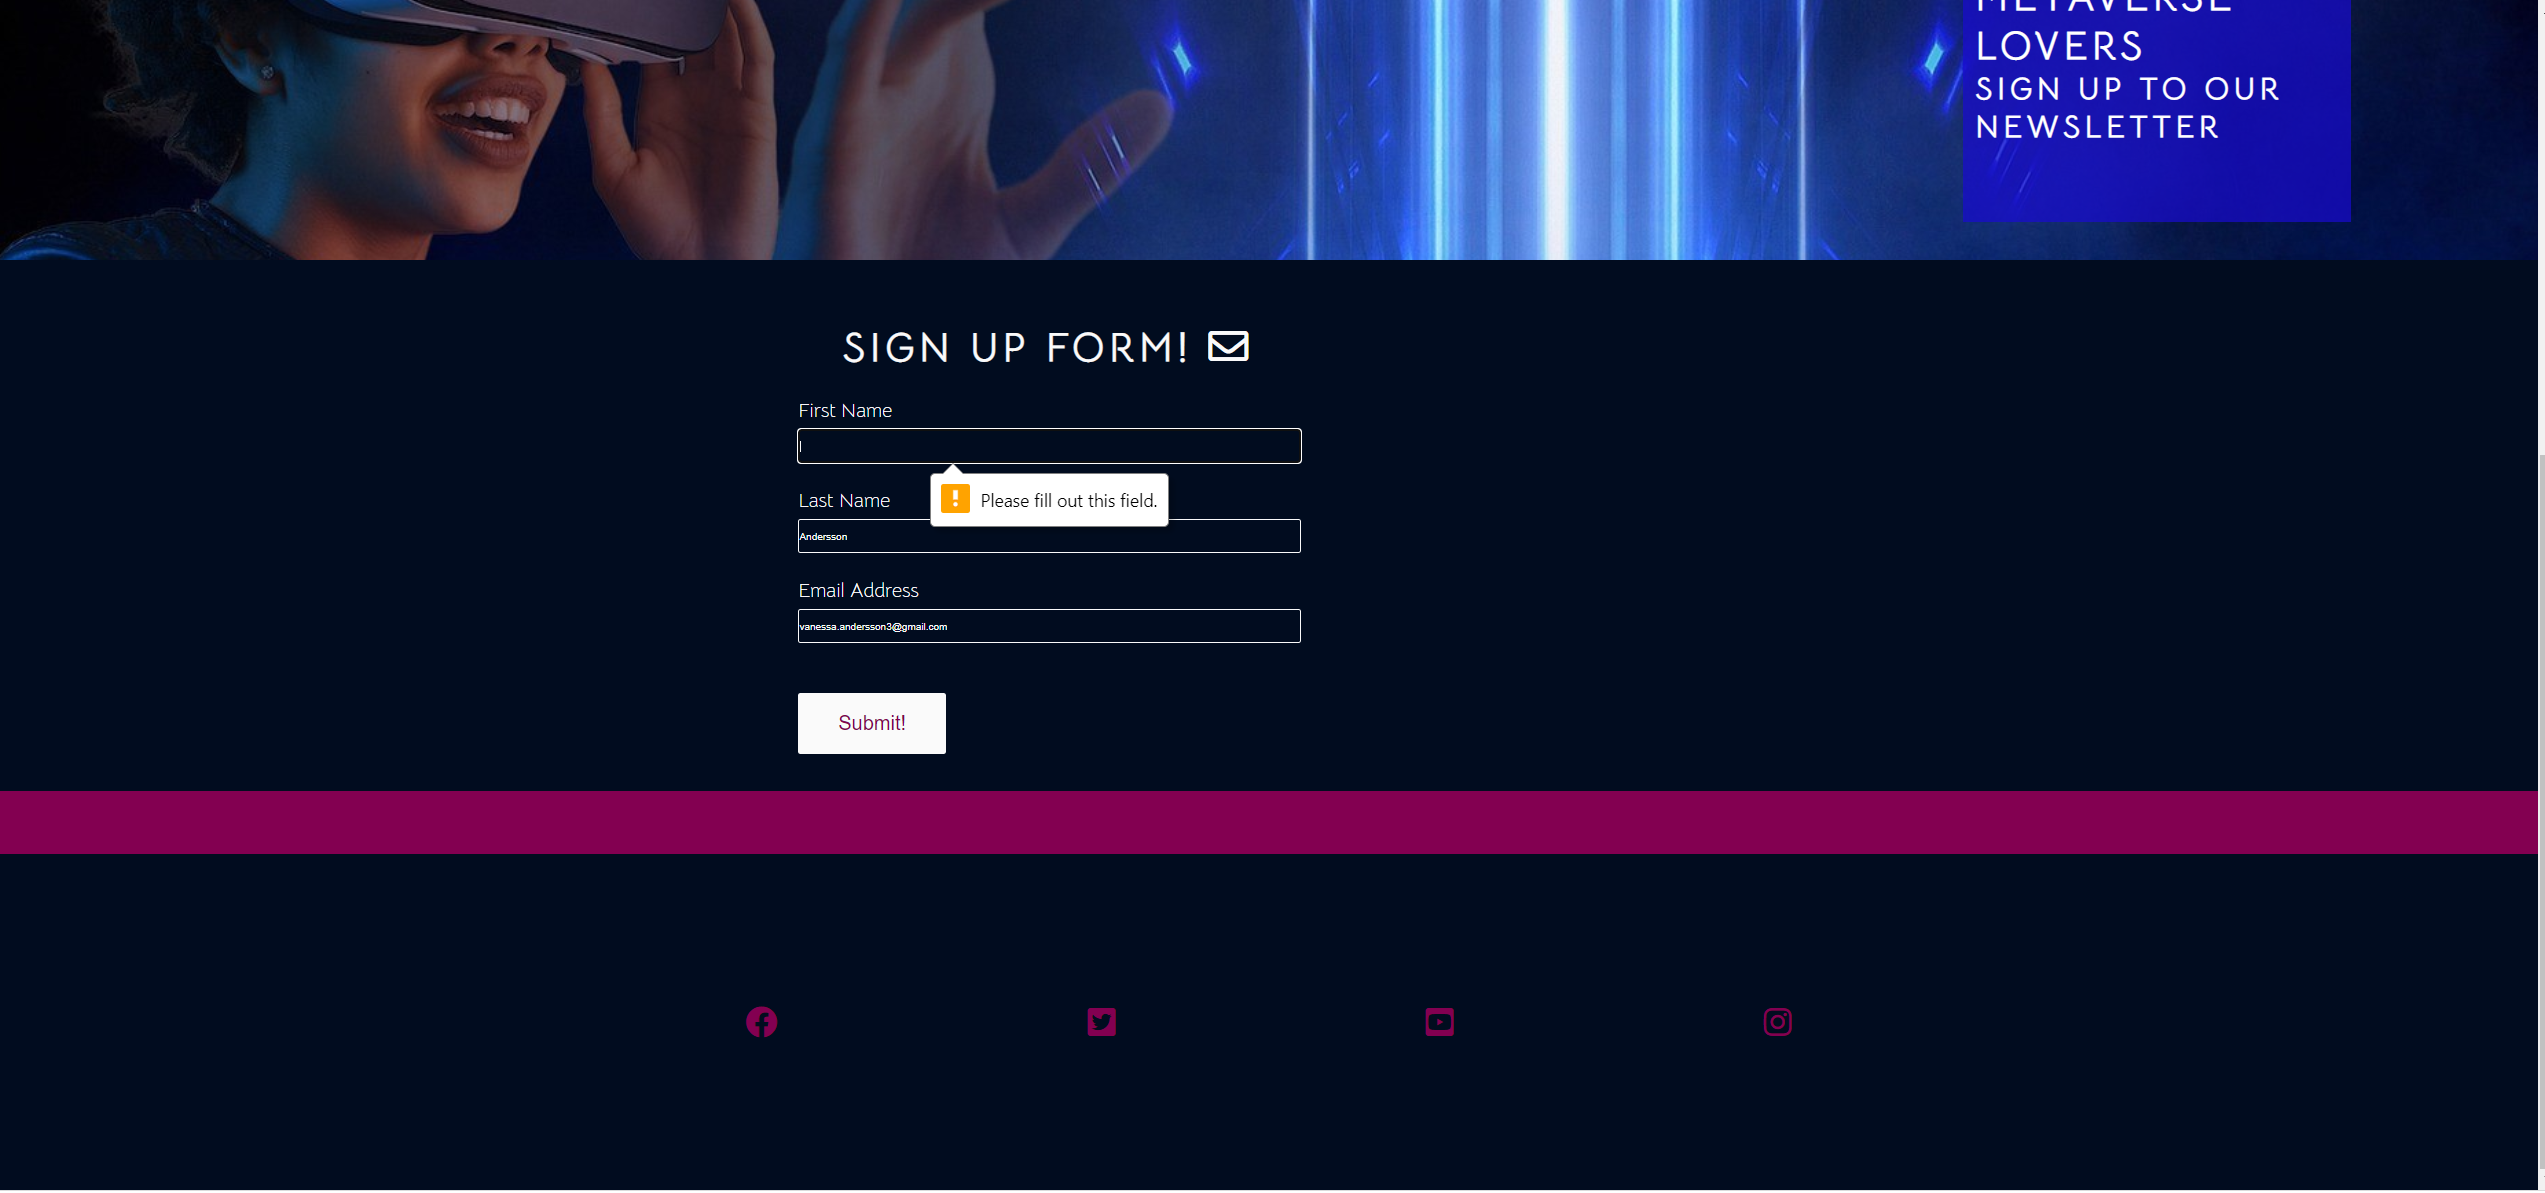 METAVERSE
LOVERS
SIGN UP TO OUR
NEWSLETTER
SIGN UP FORM!
First Name
Please fill out this field.
Last Name
Andersson
Email Address
vanessa.andersson3@gmail.com
Submit!